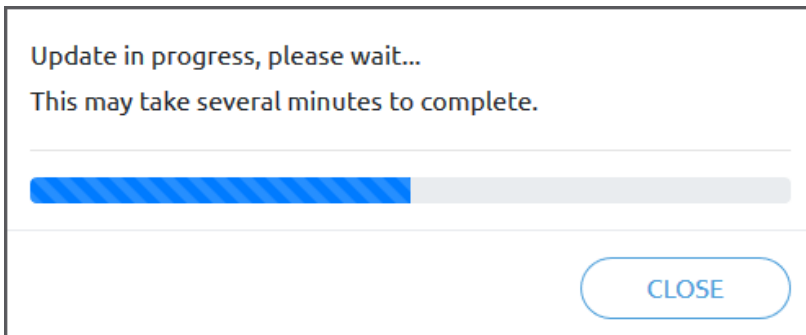 Update in progress, please wait...
This may take several minutes to complete.
CLOSE